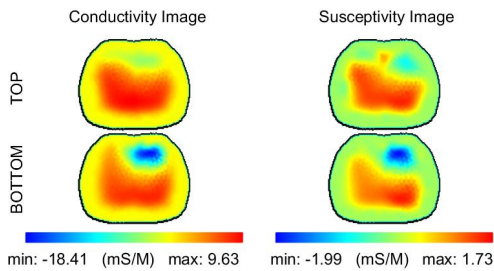 Conductivity Image
Susceptivity Image
TOP
BOTTOM
min: -18.41 (mS/M) max: 9.63
min: -1.99 (mS/M) max: 1.73